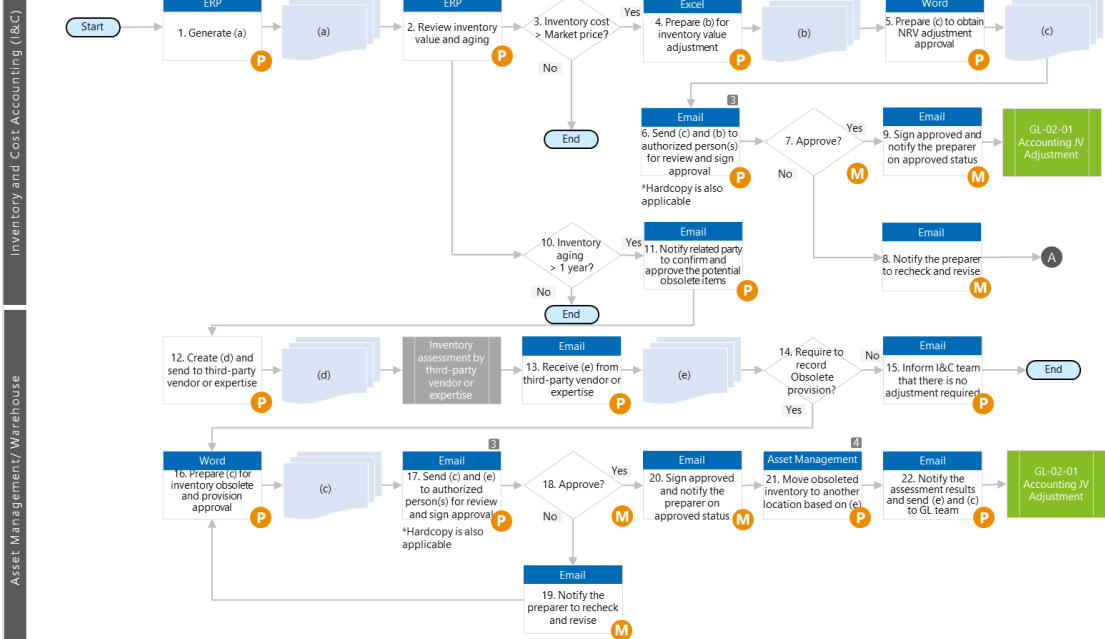 Inventory and Cost Accounting (I&C)
ERP
ERP
Excel
Word
Start
1. Generate (a)
P
(a)
2. Review inventory
value and aging
P
3. Inventory cost
> Market price?
Yes
No
End
4. Prepare (b) for
inventory value
adjustment
P
(b)
5. Prepare (c) to obtain
NRV adjustment
approval
P
(c)
3
Email
6. Send (c) and (b) to
authorized person(s)
for review and sign
approval
P
*Hardcopy is also
applicable
7. Approve?
Yes
No
M
Email
9. Sign approved and
notify the preparer
on approved status
M
GL-02-01
Accounting JV
Adjustment
Email
8. Notify the preparer
to recheck and revise
M
A
10. Inventory
aging
> 1 year?
Yes
No
End
Email
11. Notify related party
to confirm and
approve the potential
obsolete items
P
Asset Management/ Warehouse
12. Create (d) and
send to third-party
vendor or expertise
P
(d)
Inventory
assessment by
third-party
vendor or
expertise
Email
13. Receive (e) from
third-party vendor or
expertise
P
(e)
14. Require to
record
Obsolete
provision?
No
Yes
Email
15. Inform I&C team
that there is no
adjustment required
P
End
Word
16. Prepare (c) for
inventory obsolete
and provision
approval
P
(c)
3
Email
17. Send (c) and (e)
to authorized
person(s) for review
and sign approval
P
*Hardcopy is also
applicable
18. Approve?
Yes
No
M
Email
20. Sign approved
and notify the
preparer on
approved status
M
4
Asset Management
21. Move obsoleted
inventory to another
location based on (e)
P
Email
22. Notify the
assessment results
and send (e) and (c)
to GL team
P
GL-02-01
Accounting JV
Adjustment
Email
19. Notify the
preparer to recheck
and revise
M